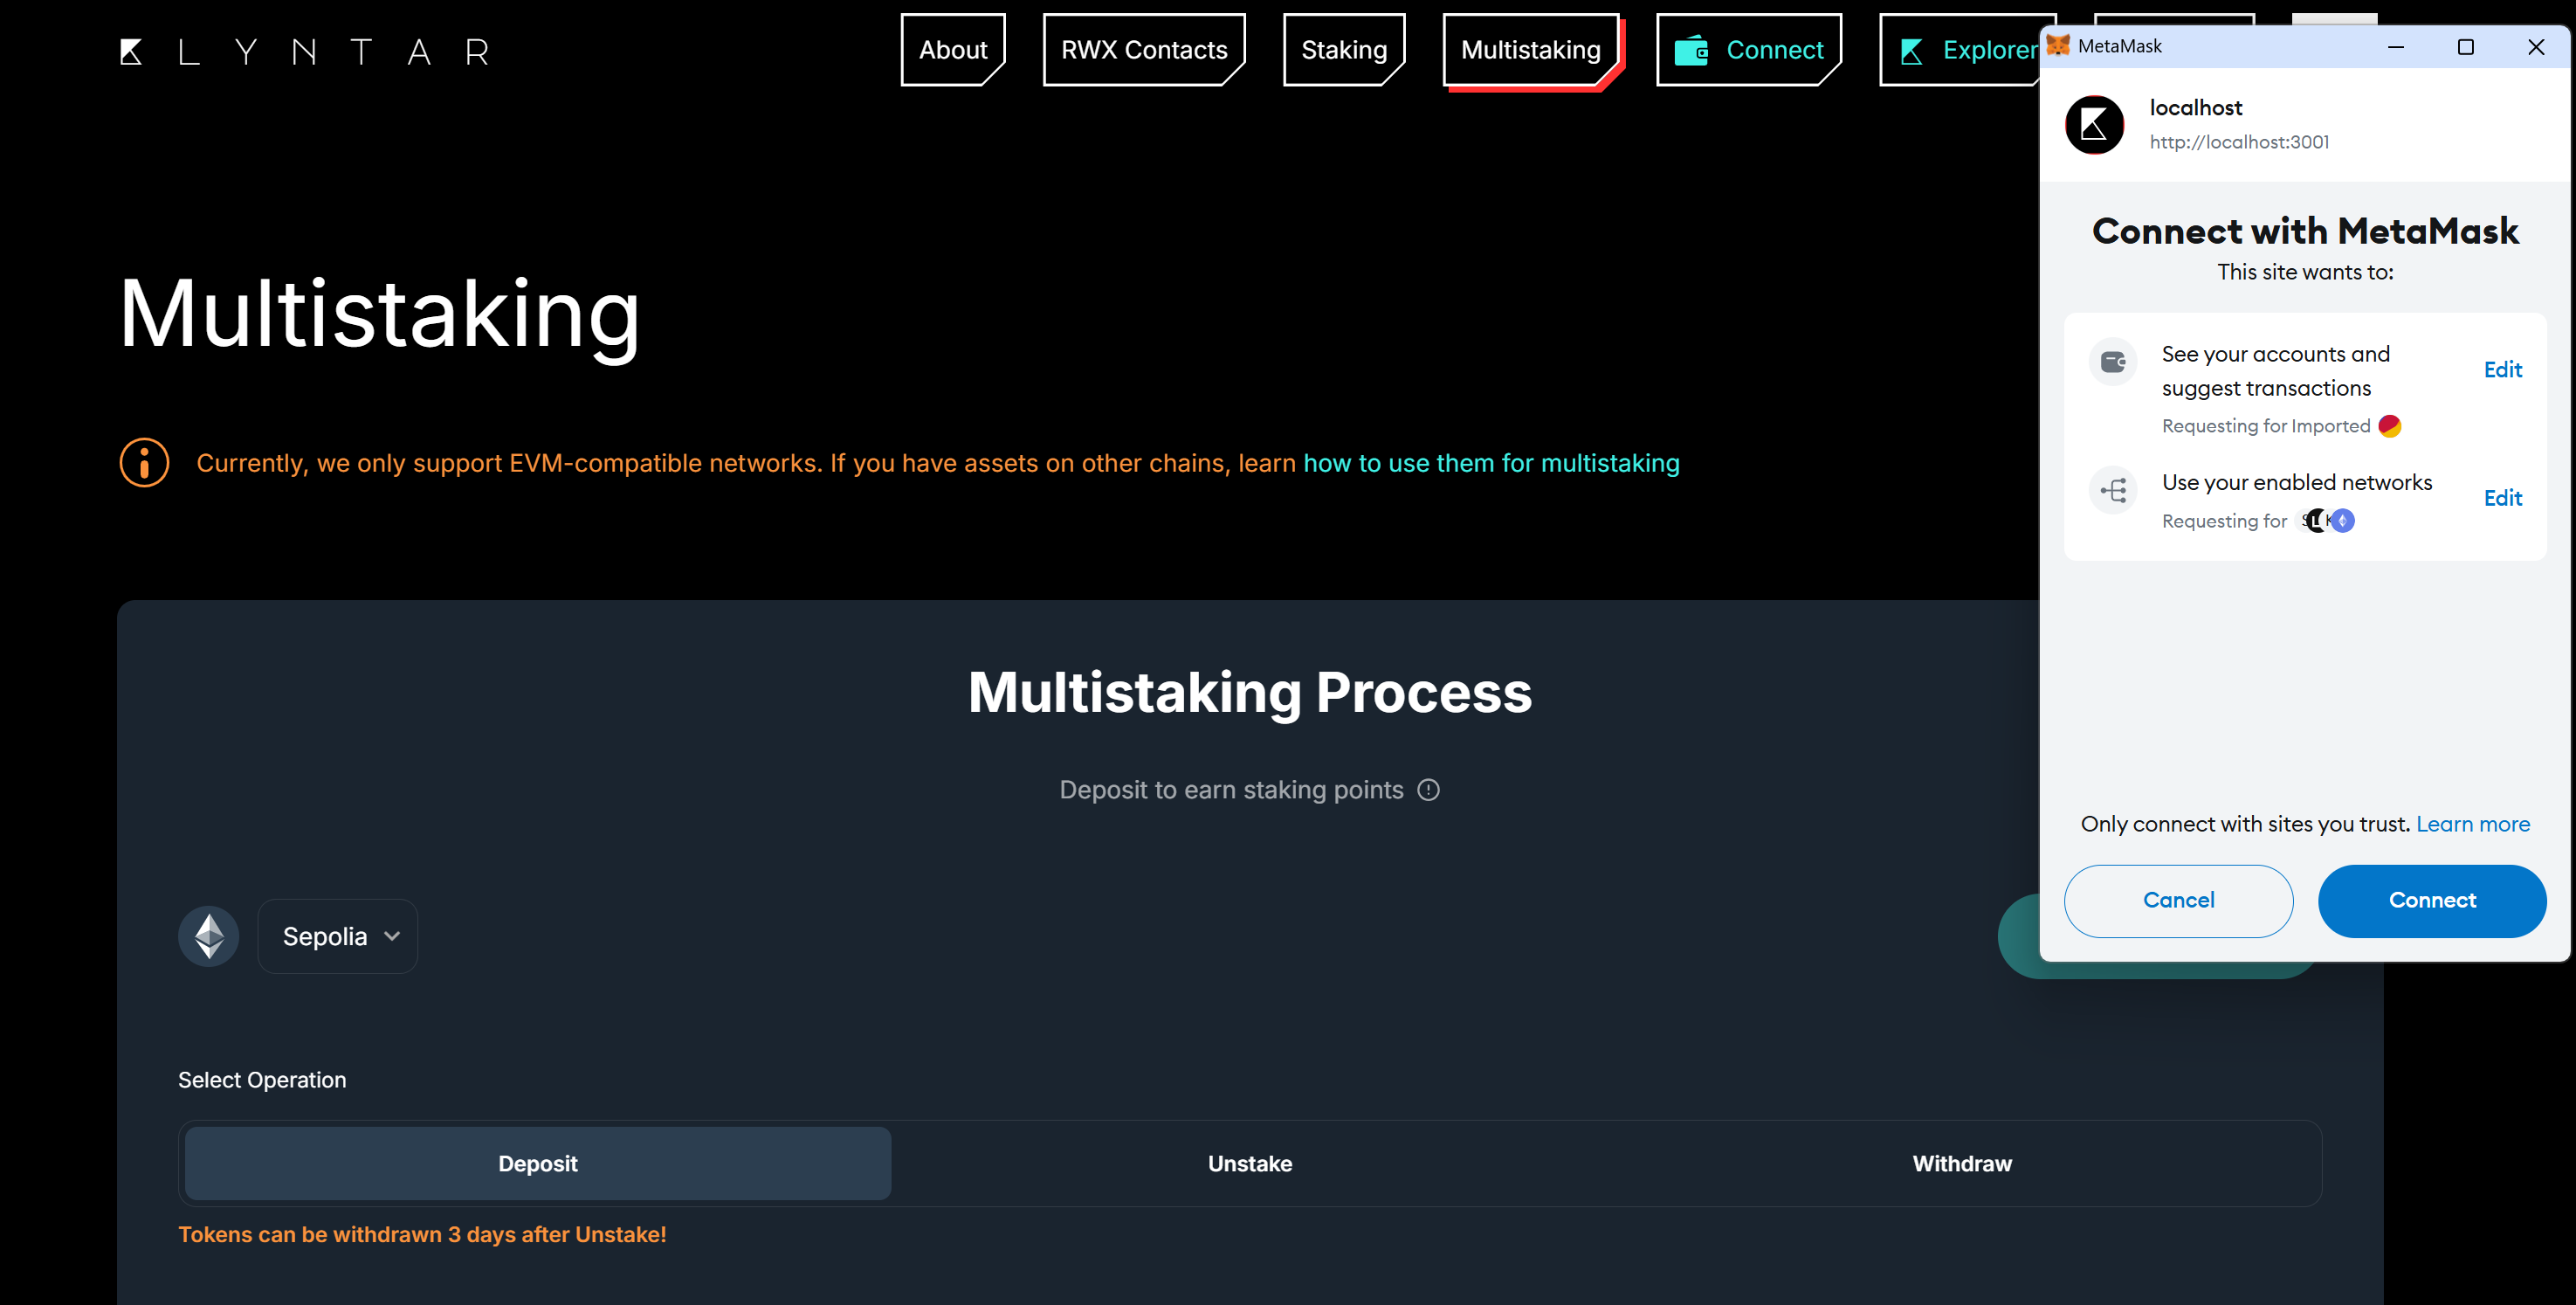 KLYNTAR
About
RWX Contacts
Staking
Multistaking
Connect
Explorer
Multistaking
Currently, we only support EVM-compatible networks. If you have assets on other chains, learn how to use them for multistaking
Multistaking Process
Deposit to earn staking points
Sepolia
Select Operation
Deposit
Unstake
Withdraw
Tokens can be withdrawn 3 days after Unstake!
MetaMask
localhost
http://localhost:3001
Connect with MetaMask
This site wants to:
See your accounts and
suggest transactions
Edit
Requesting for Imported
Use your enabled networks
Edit
Requesting for
Only connect with sites you trust. Learn more
Cancel
Connect